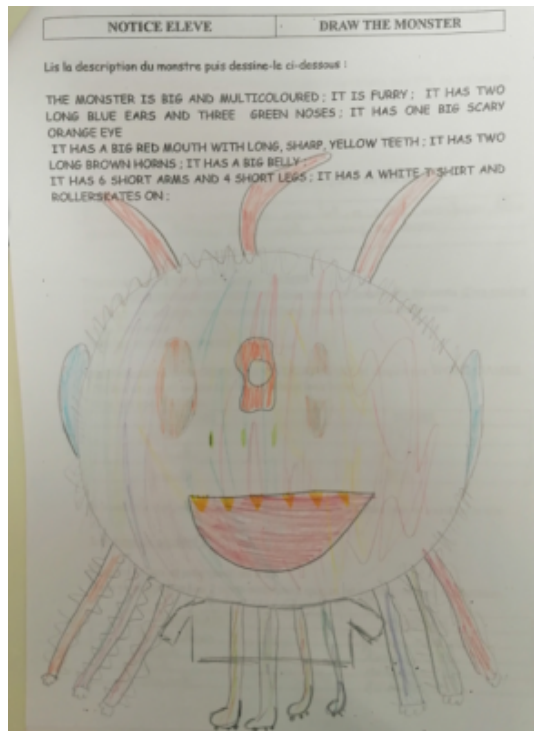 NOTICE ELEVE
DRAW THE MONSTER
Lis la description du monstre puis dessine-le ci-dessous :
THE MONSTER IS BIG AND MULTICOLOURED ; IT IS FURRY ; IT HAS TWO
LONG BLUE EARS AND THREE GREEN NOSES ; IT HAS ONE BIG SCARY
ORANGE EYE
IT HAS A BIG RED MOUTH WITH LONG, SHARP, YELLOW TEETH ; IT HAS TWO
LONG BROWN HORNS ; IT HAS A BIG BELLY ;
IT HAS 6 SHORT ARMS AND 4 SHORT LEGS ; IT HAS A WHITE T-SHIRT AND
ROLLERSKATES ON ;